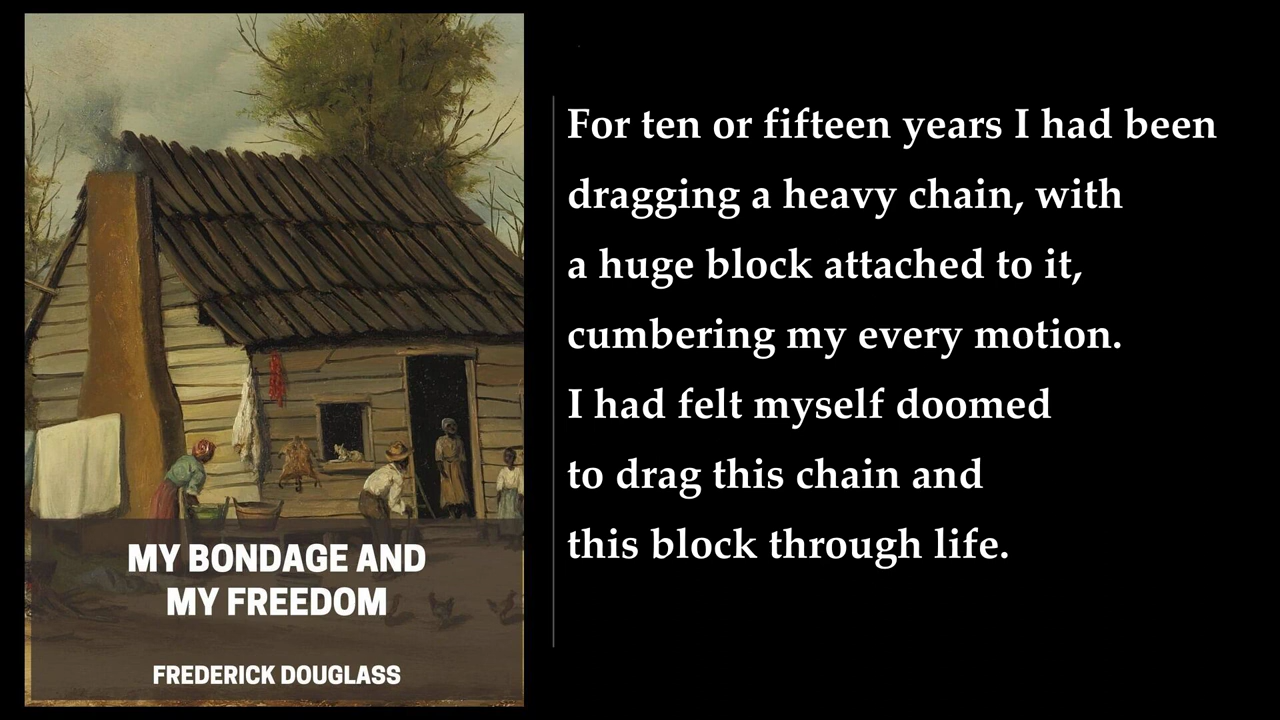 MY BONDAGE AND
MY FREEDOM
FREDERICK DOUGLASS
For ten or fifteen years I had been
dragging a heavy chain, with
a huge block attached to it,
cumbering my every motion.
I had felt myself doomed
to drag this chain and
this block through life.